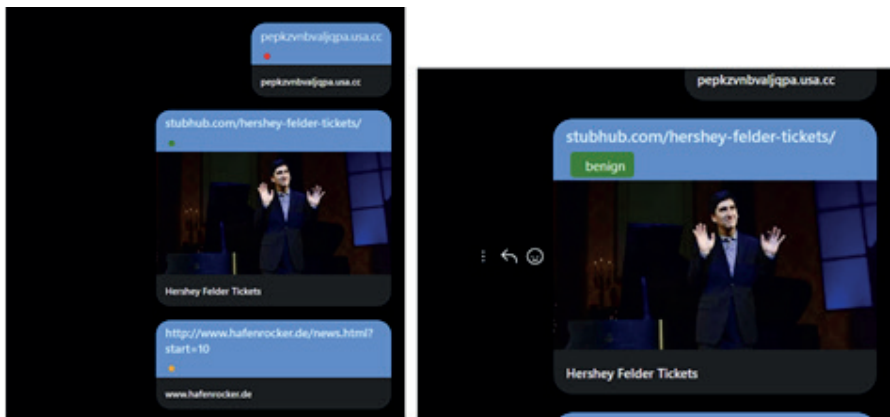 pepkzvnbvaljqpa.usa.cc
pepkzvnbvaljqpa.usa.cc
stubhub.com/hershey-felder-tickets/
Hershey Felder Tickets
http://www.hafenrocker.de/news.html?
start=10
www.hafenrocker.de
pepkzvnbvaljqpa.usa.cc
stubhub.com/hershey-felder-tickets/
benign
Hershey Felder Tickets